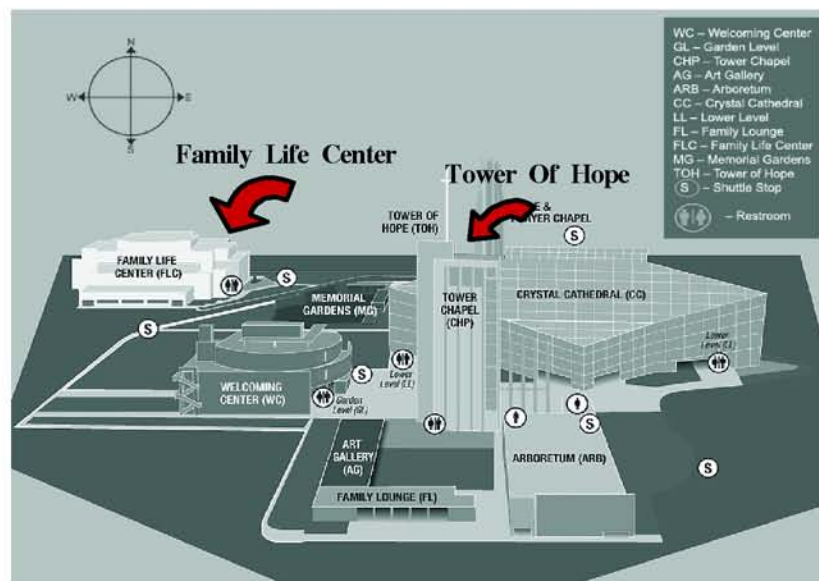 N
W
E
S
WC – Welcoming Center
GL – Garden Level
CHP – Tower Chapel
AG – Art Gallery
ARB – Arboretum
CC – Crystal Cathedral
LL – Lower Level
FL – Family Lounge
FLC – Family Life Center
MG – Memorial Gardens
TOH – Tower of Hope
S – Shuttle Stop
– Restroom
Family Life Center
Tower Of Hope
TOWER OF
HOPE (TOH)
&
CHAPEL
S
FAMILY LIFE
CENTER (FLC)
S
MEMORIAL
GARDENS (MG)
TOWER
CHAPEL
(CHP)
CRYSTAL CATHEDRAL (CC)
S
Lower
Level (LL)
WELCOMING
CENTER (WC)
S
Lower
Level (LL)
Garden
Level (GL)
S
ART
GALLERY
(AG)
ARBORETUM (ARB)
S
FAMILY LOUNGE (FL)